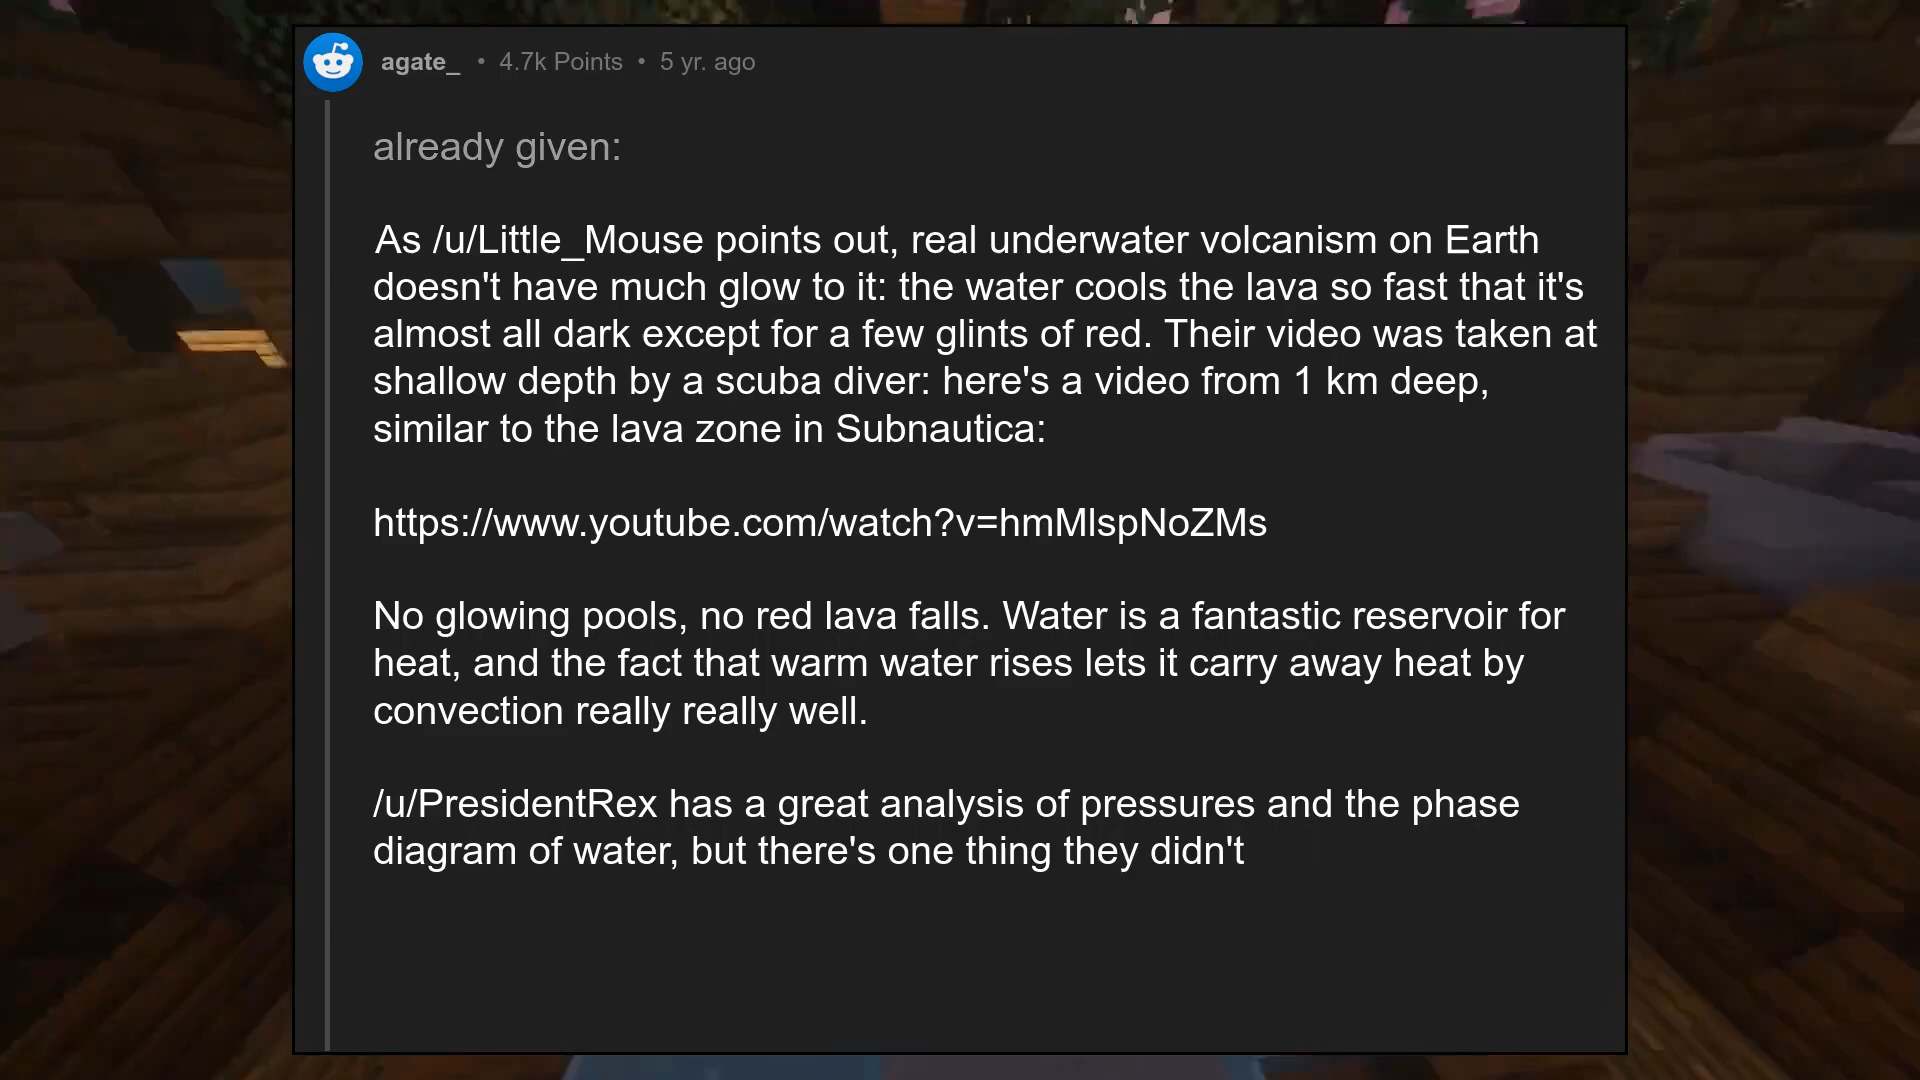 agate_ • 4.7k Points • 5 yr. ago
already given:
As /u/Little_Mouse points out, real underwater volcanism on Earth
doesn't have much glow to it: the water cools the lava so fast that it's
almost all dark except for a few glints of red. Their video was taken at
shallow depth by a scuba diver: here's a video from 1 km deep,
similar to the lava zone in Subnautica:
https://www.youtube.com/watch?v=hmMlspNoZMs
No glowing pools, no red lava falls. Water is a fantastic reservoir for
heat, and the fact that warm water rises lets it carry away heat by
convection really really well.
/u/PresidentRex has a great analysis of pressures and the phase
diagram of water, but there's one thing they didn't